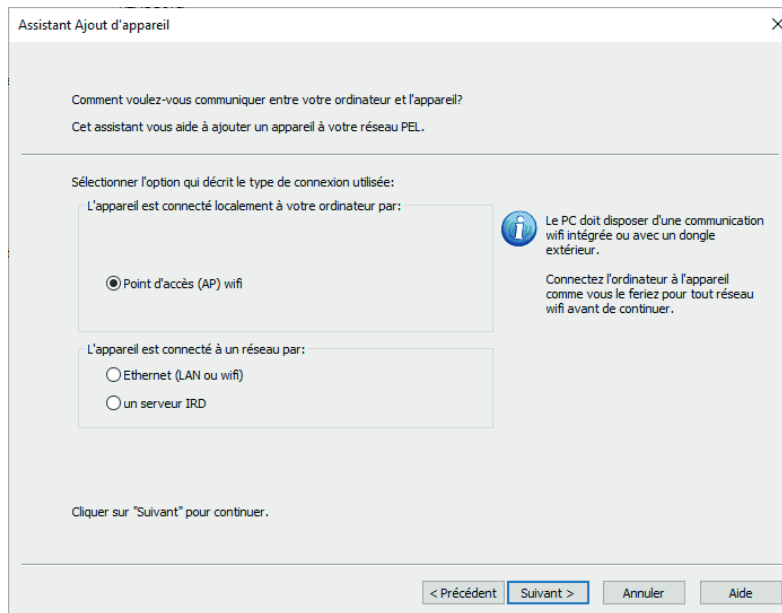 Assistant Ajout d'appareil
Comment voulez-vous communiquer entre votre ordinateur et l'appareil?
Cet assistant vous aide à ajouter un appareil à votre réseau PEL.
Sélectionner l'option qui décrit le type de connexion utilisée:
L'appareil est connecté localement à votre ordinateur par:
Point d'accès (AP) wifi
Le PC doit disposer d'une communication
wifi intégrée ou avec un dongle
extérieur.
Connectez l'ordinateur à l'appareil
comme vous le feriez pour tout réseau
wifi avant de continuer.
L'appareil est connecté à un réseau par:
Ethernet (LAN ou wifi)
un serveur IRD
Cliquer sur "Suivant" pour continuer.
< Précédent Suivant > Annuler Aide